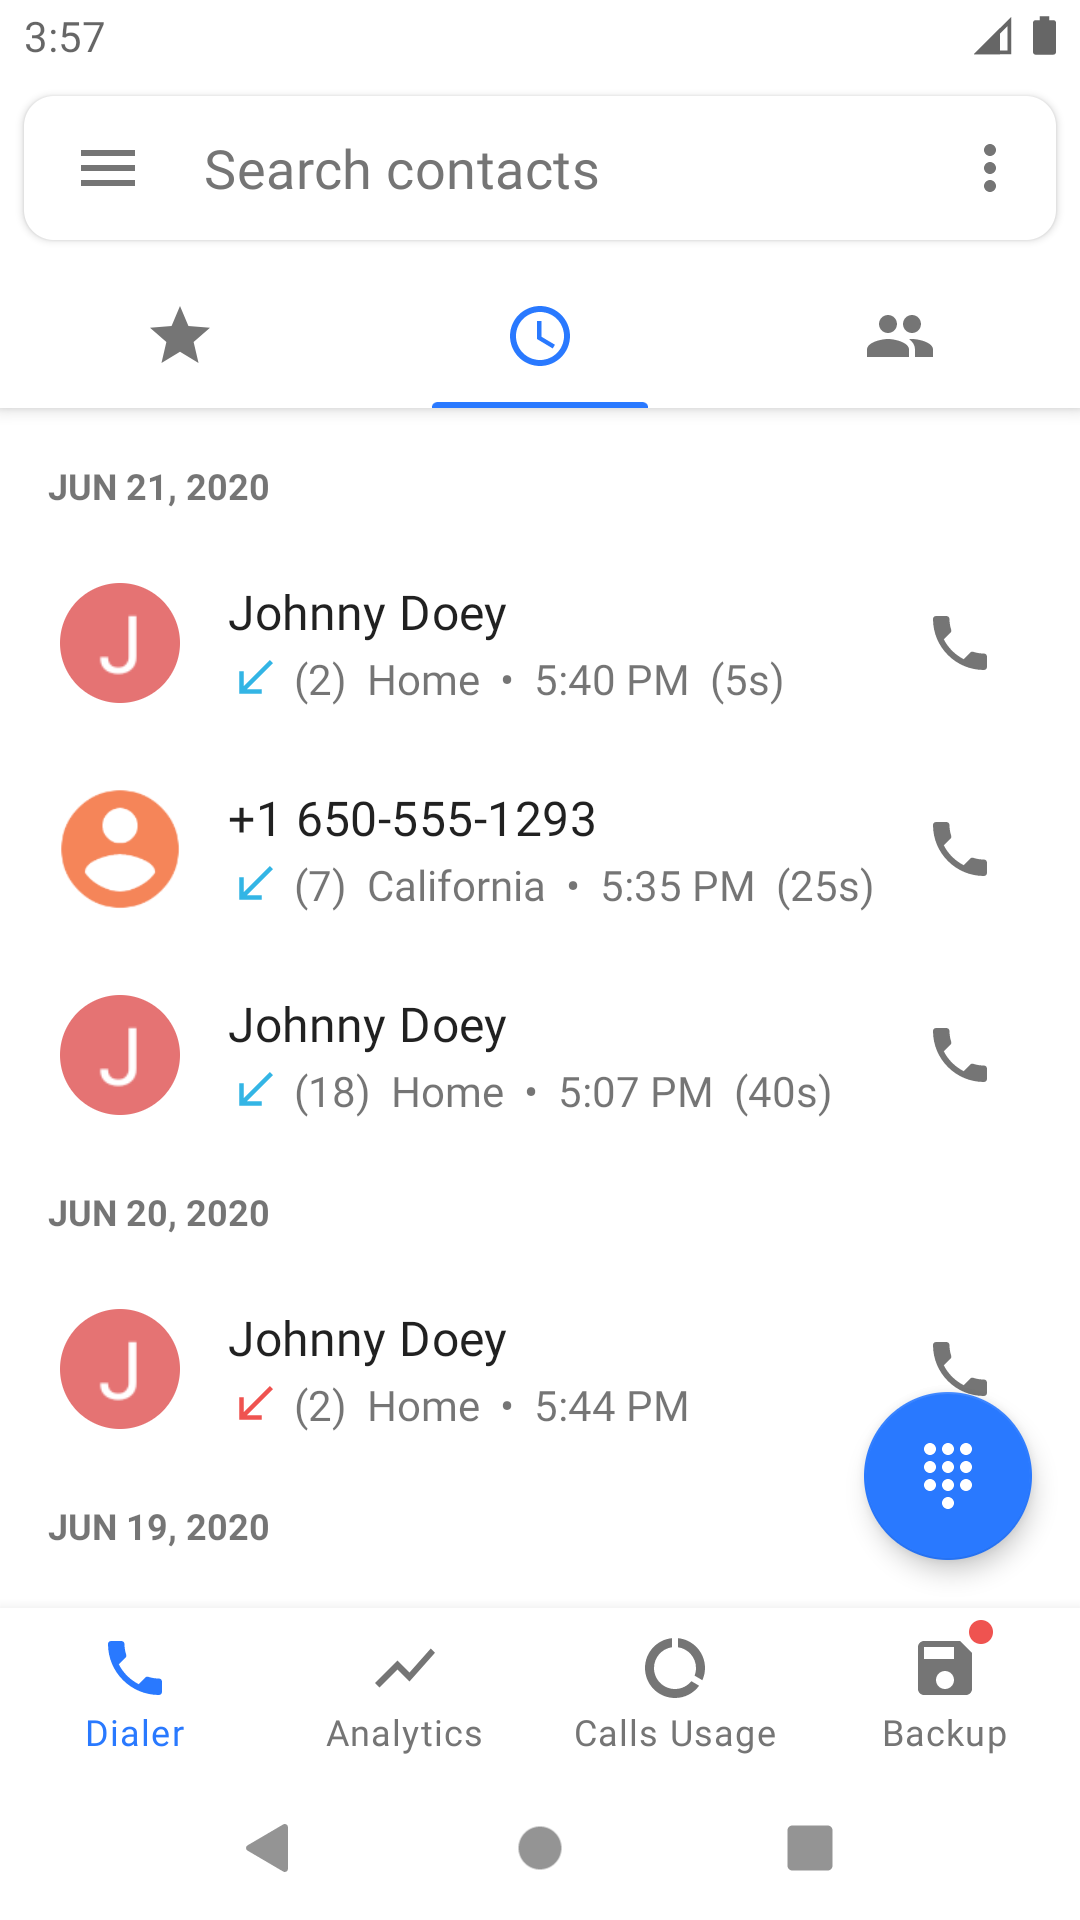 3:57
Search contacts
JUN 21, 2020
J
Johnny Doey
(2) Home • 5:40 PM (5s)
+1 650-555-1293
(7) California • 5:35 PM (25s)
J
Johnny Doey
(18) Home • 5:07 PM (40s)
JUN 20, 2020
J
Johnny Doey
(2) Home • 5:44 PM
JUN 19, 2020
Dialer
Analytics
Calls Usage
Backup